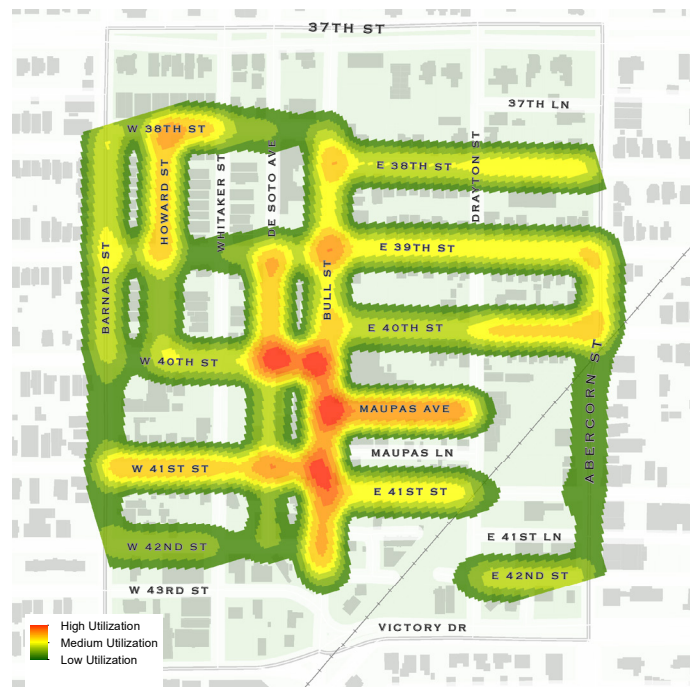 37TH ST
37TH LN
W 38TH ST
E 38TH ST
HOWARD ST
WHITAKER ST
DE SOTO AVE
DRAYTON ST
BARNARD ST
BULL ST
E 39TH ST
E 40TH ST
W 40TH ST
ABERCORN ST
MAUPAS AVE
MAUPAS LN
W 41ST ST
E 41ST ST
E 41ST LN
W 42ND ST
E 42ND ST
W 43RD ST
VICTORY DR
High Utilization
Medium Utilization
Low Utilization